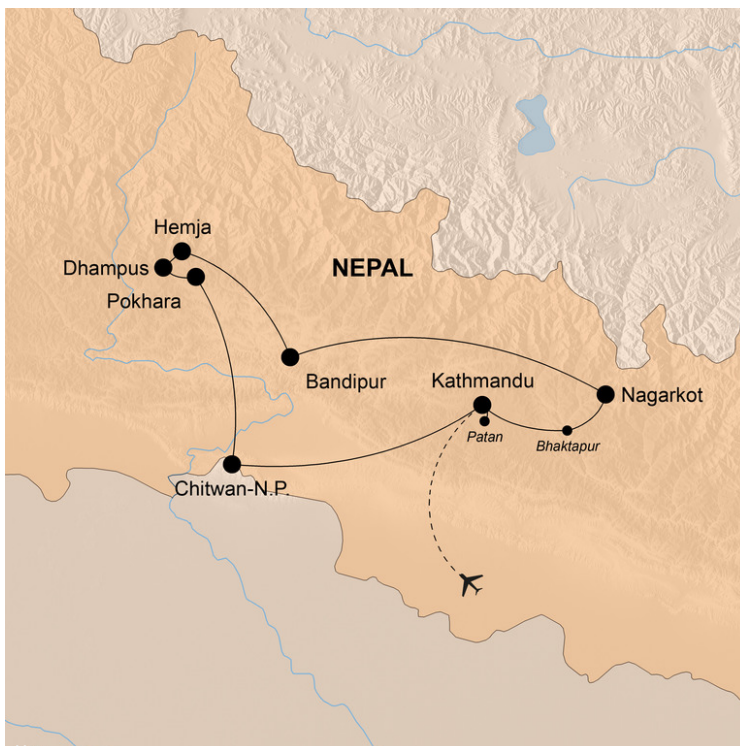 Hemja
Dhampus
NEPAL
Pokhara
Bandipur
Kathmandu
Nagarkot
Patan
Bhaktapur
Chitwan-N.P.